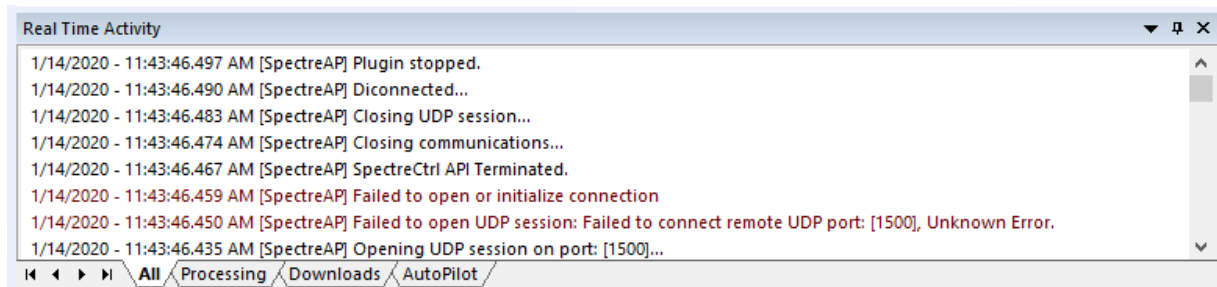 Real Time Activity
1/14/2020 - 11:43:46.497 AM [SpectreAP] Plugin stopped.
1/14/2020 - 11:43:46.490 AM [SpectreAP] Diconnected...
1/14/2020 - 11:43:46.483 AM [SpectreAP] Closing UDP session...
1/14/2020 - 11:43:46.474 AM [SpectreAP] Closing communications...
1/14/2020 - 11:43:46.467 AM [SpectreAP] SpectreCtrl API Terminated.
1/14/2020 - 11:43:46.459 AM [SpectreAP] Failed to open or initialize connection
1/14/2020 - 11:43:46.450 AM [SpectreAP] Failed to open UDP session: Failed to connect remote UDP port: [1500], Unknown Error.
1/14/2020 - 11:43:46.435 AM [SpectreAP] Opening UDP session on port: [1500]...
All Processing Downloads AutoPilot